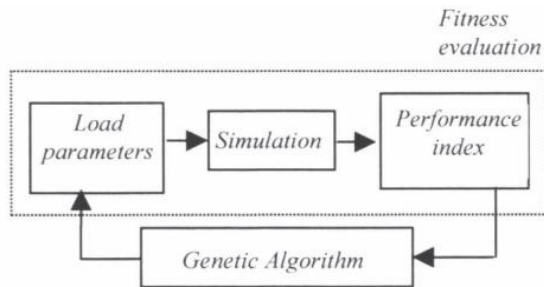 Fitness
evaluation
Load
parameters
Simulation
Performance
index
Genetic Algorithm